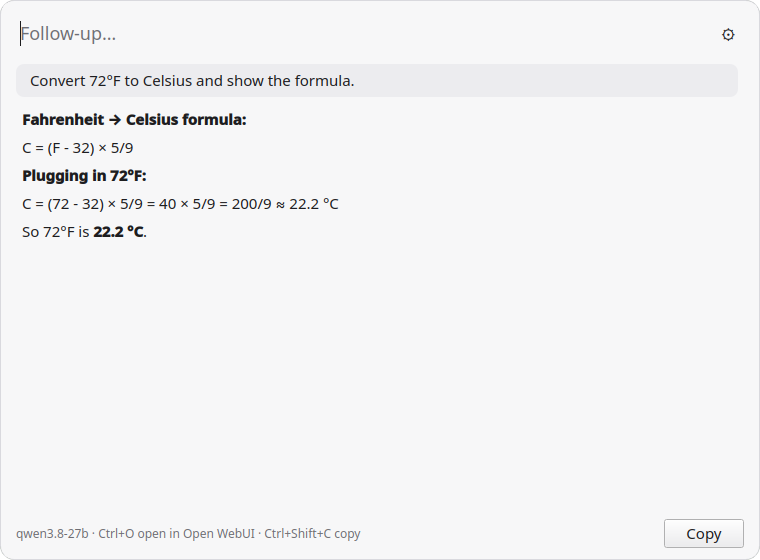 Follow-up...
Convert 72°F to Celsius and show the formula.
Fahrenheit → Celsius formula:
C = (F - 32) × 5/9
Plugging in 72°F:
C = (72 - 32) × 5/9 = 40 × 5/9 = 200/9 ≈ 22.2 °C
So 72°F is 22.2 °C.
qwen3.8-27b · Ctrl+O open in Open WebUI · Ctrl+Shift+C copy
Copy